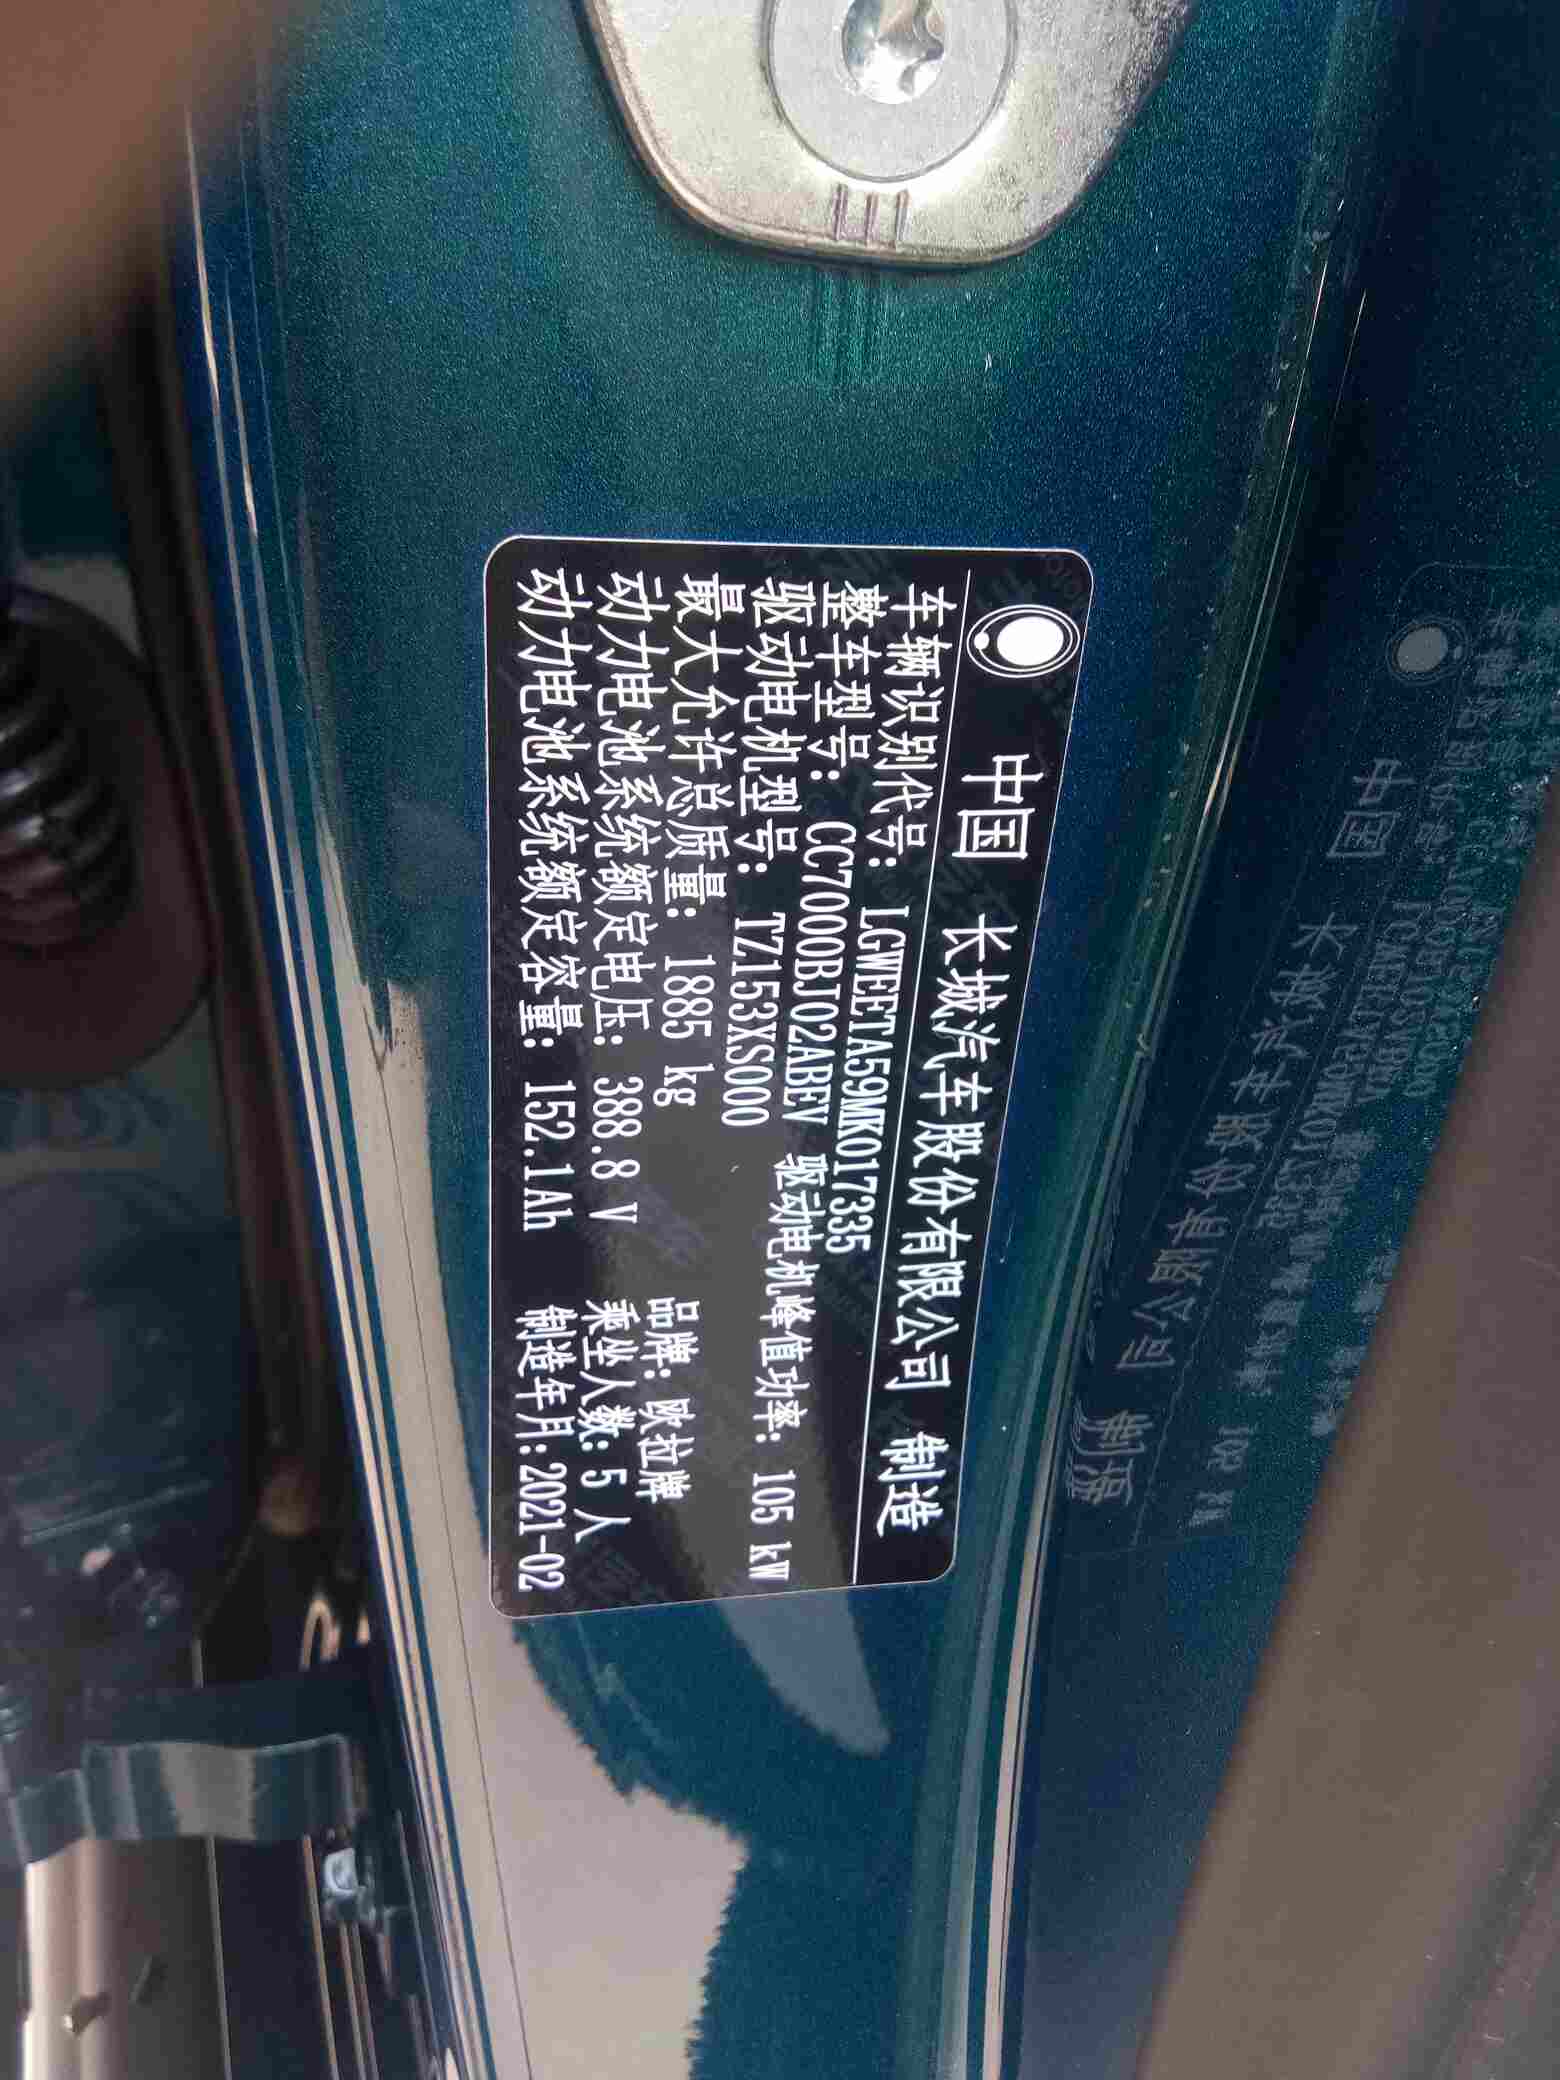 中国 长城汽车股份有限公司 制造
车辆识别代号: LGWEETA59MK017335
整车型号: CC7000BJ02ABEV 驱动电机峰值功率: 105 kW
驱动电机型号: TZ153XS000
最大允许总质量: 1885 kg 品牌: 欧拉牌
动力电池系统额定电压: 388.8 V 乘坐人数: 5 人
动力电池系统额定容量: 152.1Ah 制造年月:2021-02